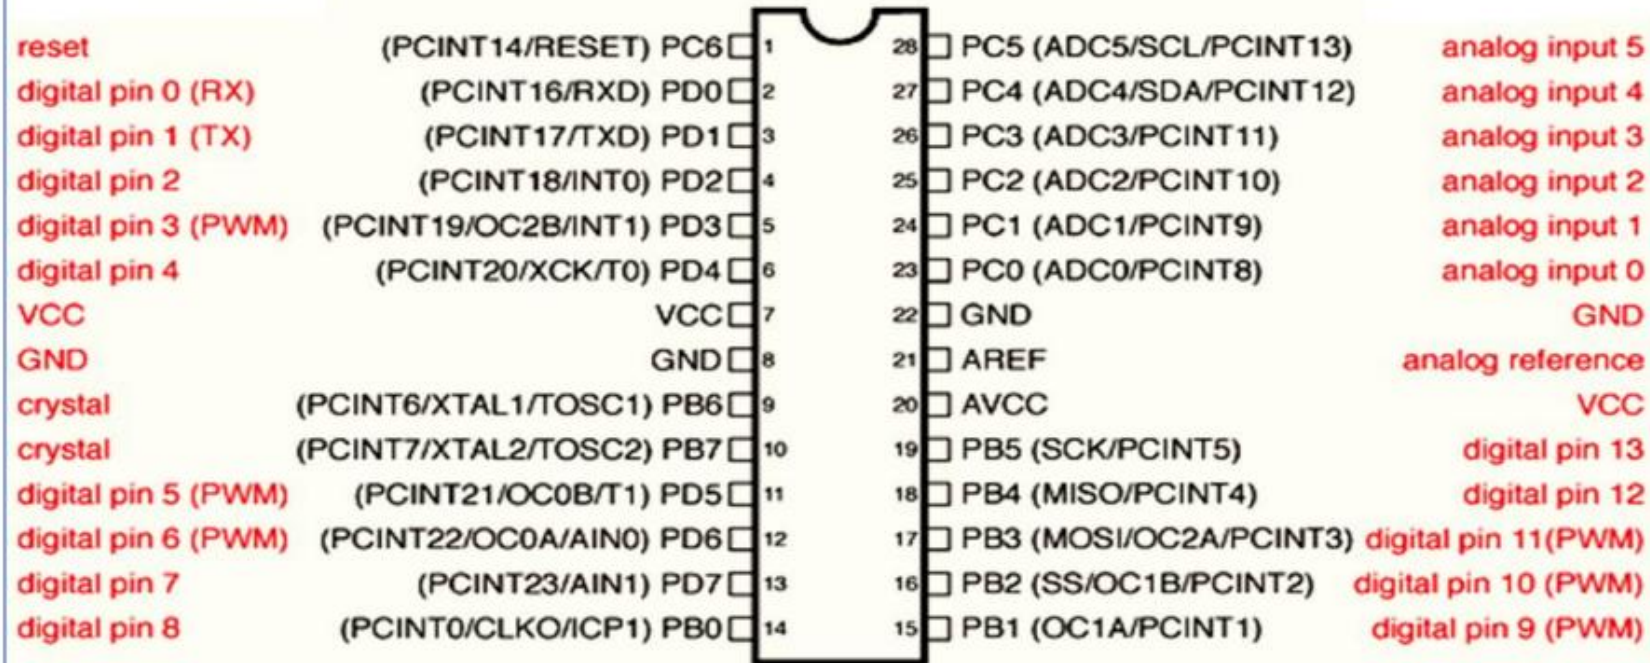 reset (PCINT14/RESET) PC6 1 28 PC5 (ADC5/SCL/PCINT13) analog input 5
digital pin 0 (RX) (PCINT16/RXD) PD0 2 27 PC4 (ADC4/SDA/PCINT12) analog input 4
digital pin 1 (TX) (PCINT17/TXD) PD1 3 26 PC3 (ADC3/PCINT11) analog input 3
digital pin 2 (PCINT18/INT0) PD2 4 25 PC2 (ADC2/PCINT10) analog input 2
digital pin 3 (PWM) (PCINT19/OC2B/INT1) PD3 5 24 PC1 (ADC1/PCINT9) analog input 1
digital pin 4 (PCINT20/XCK/T0) PD4 6 23 PC0 (ADC0/PCINT8) analog input 0
VCC VCC 7 22 GND GND
GND GND 8 21 AREF analog reference
crystal (PCINT6/XTAL1/TOSC1) PB6 9 20 AVCC VCC
crystal (PCINT7/XTAL2/TOSC2) PB7 10 19 PB5 (SCK/PCINT5) digital pin 13
digital pin 5 (PWM) (PCINT21/OC0B/T1) PD5 11 18 PB4 (MISO/PCINT4) digital pin 12
digital pin 6 (PWM) (PCINT22/OC0A/AIN0) PD6 12 17 PB3 (MOSI/OC2A/PCINT3) digital pin 11(PWM)
digital pin 7 (PCINT23/AIN1) PD7 13 16 PB2 (SS/OC1B/PCINT2) digital pin 10 (PWM)
digital pin 8 (PCINT0/CLKO/ICP1) PB0 14 15 PB1 (OC1A/PCINT1) digital pin 9 (PWM)